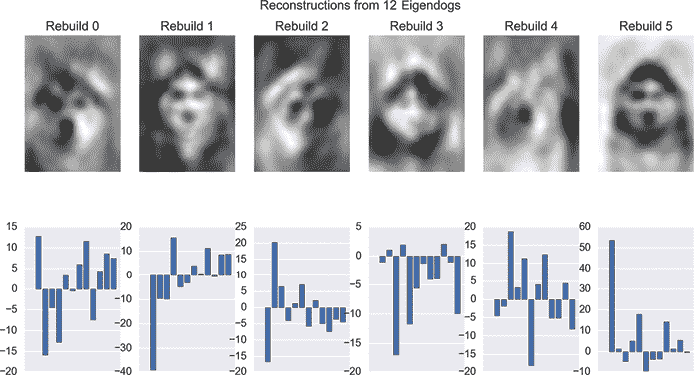 Reconstructions from 12 Eigendogs
Rebuild 0 Rebuild 1 Rebuild 2 Rebuild 3 Rebuild 4 Rebuild 5
15 20 25 5 20 60
10 10 20 0 15 50
5 0 15 −5 10 40
0 −10 10 −10 5 30
−5 −20 5 −15 0 20
−10 −30 0 −20 −5 10
−15 −40 −5 −10 0
−20 −10 −15 −10
−15 −20
−20